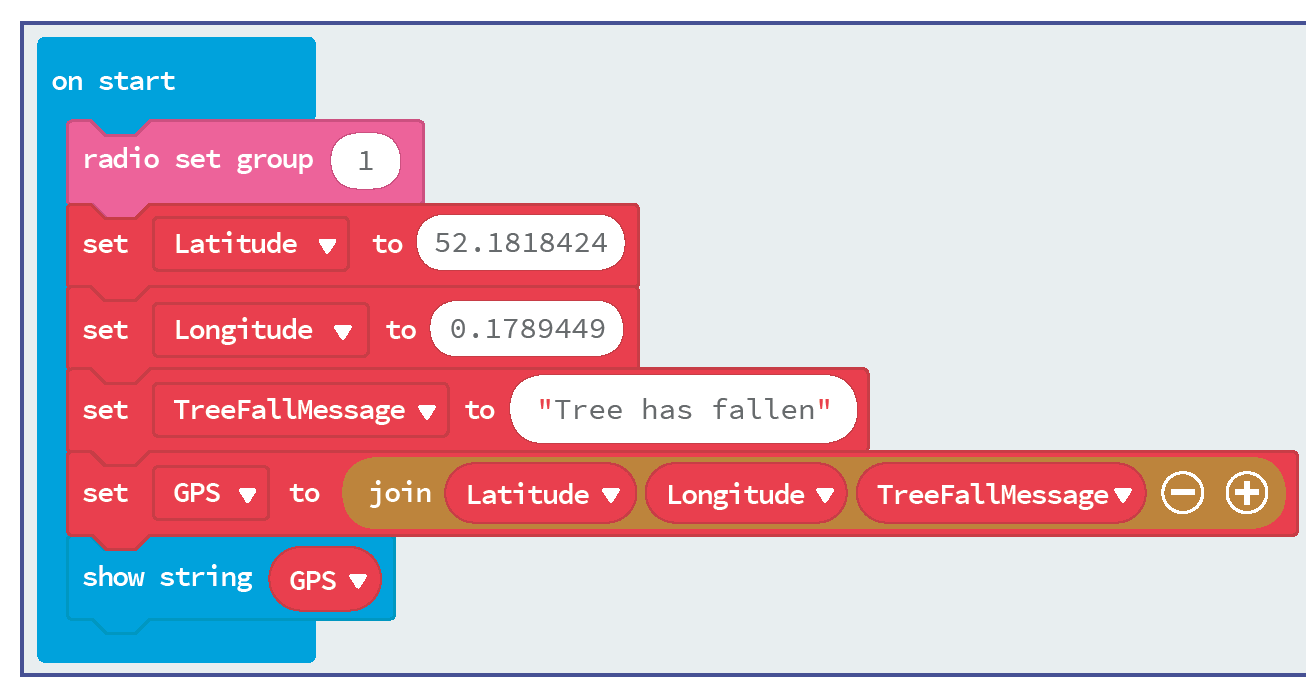 on start
radio set group 1
set Latitude to 52.1818424
set Longitude to 0.1789449
set TreeFallMessage to "Tree has fallen"
set GPS to join Latitude Longitude TreeFallMessage
show string GPS